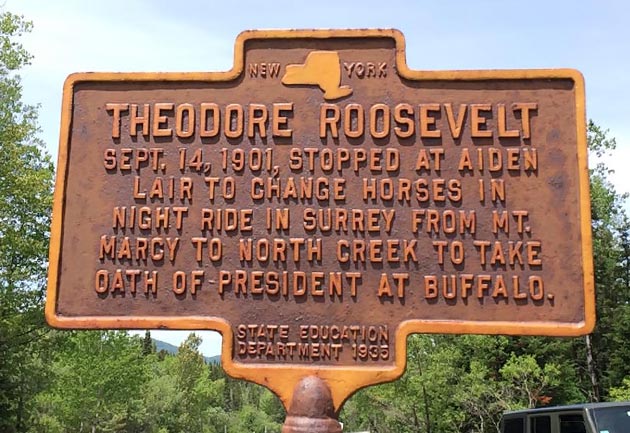 NEW YORK
THEODORE ROOSEVELT
SEPT. 14, 1901, STOPPED AT AIDEN
LAIR TO CHANGE HORSES IN
NIGHT RIDE IN SURREY FROM MT.
MARCY TO NORTH CREEK TO TAKE
OATH OF PRESIDENT AT BUFFALO.
STATE EDUCATION
DEPARTMENT 1935